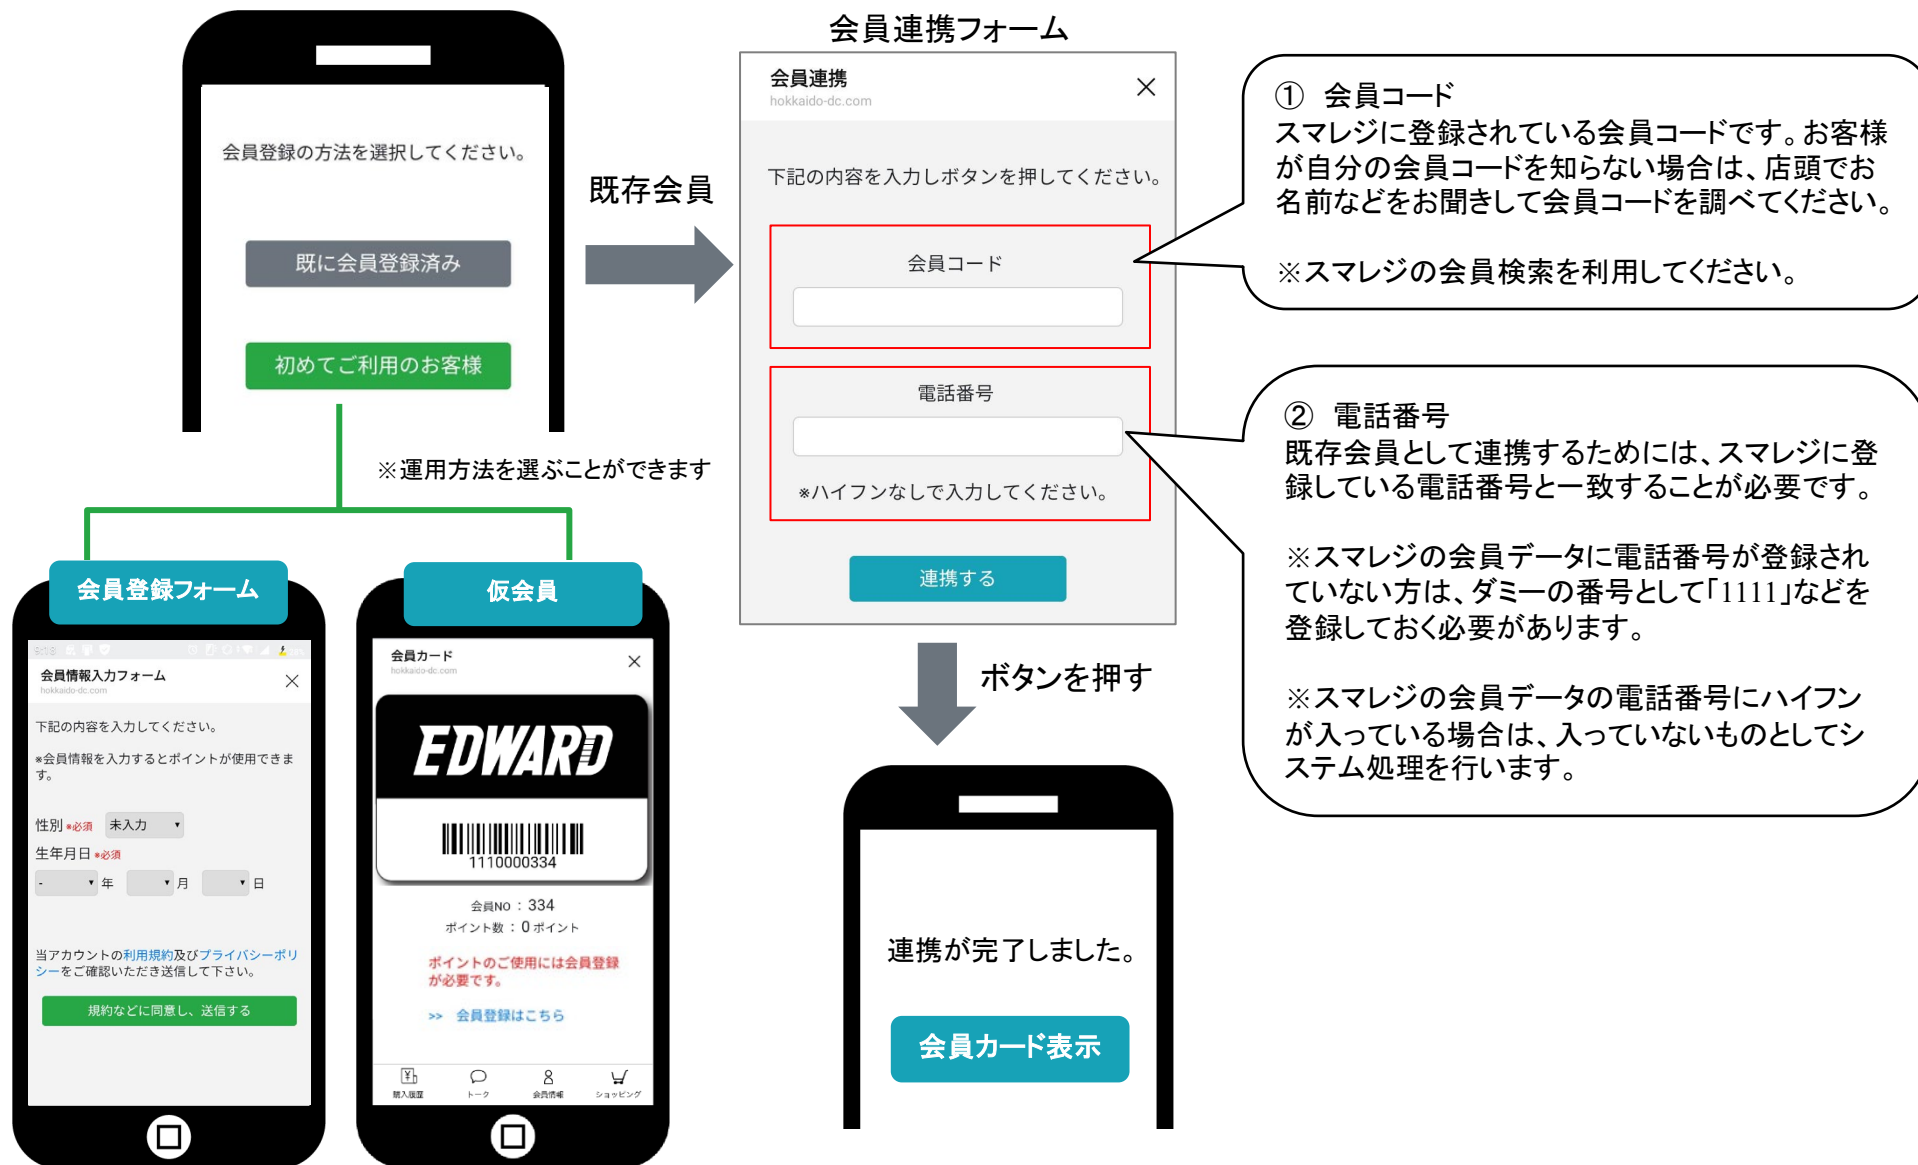 会員登録の方法を選択してください。
既に会員登録済み
初めてご利用のお客様
既存会員
会員連携フォーム
会員連携
hokkaido-dc.com
下記の内容を入力しボタンを押してください。
会員コード
電話番号
※ハイフンなしで入力してください。
連携する
① 会員コード
スマレジに登録されている会員コードです。お客様
が自分の会員コードを知らない場合は、店頭でお
名前などをお聞きして会員コードを調べてください。
※スマレジの会員検索を利用してください。
② 電話番号
既存会員として連携するためには、スマレジに登
録している電話番号と一致することが必要です。
※スマレジの会員データに電話番号が登録され
ていない方は、ダミーの番号として「1111」などを
登録しておく必要があります。
※スマレジの会員データの電話番号にハイフン
が入っている場合は、入っていないものとしてシ
ステム処理を行います。
※運用方法を選ぶことができます
会員登録フォーム
会員情報入力フォーム
hokkaido-dc.com
下記の内容を入力してください。
※会員情報を入力するとポイントが使用できま
す。
性別 ※必須 未入力
生年月日 ※必須
- 年 月 日
当アカウントの利用規約及びプライバシーポリ
シーをご確認いただき送信して下さい。
規約などに同意し、送信する
仮会員
会員カード
hokkaido-dc.com
EDWARD
1110000334
会員NO : 334
ポイント数 : 0 ポイント
ポイントのご使用には会員登録
が必要です。
>> 会員登録はこちら
購入履歴 トーク 会員情報 ショッピング
ボタンを押す
連携が完了しました。
会員カード表示